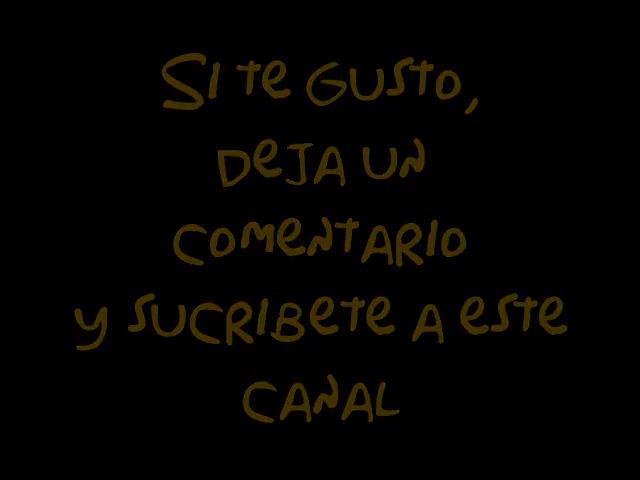 Si te GUSTO,
DeJA UN
COMENTARIO
y SUCRIBETE A ESTE
CANAL